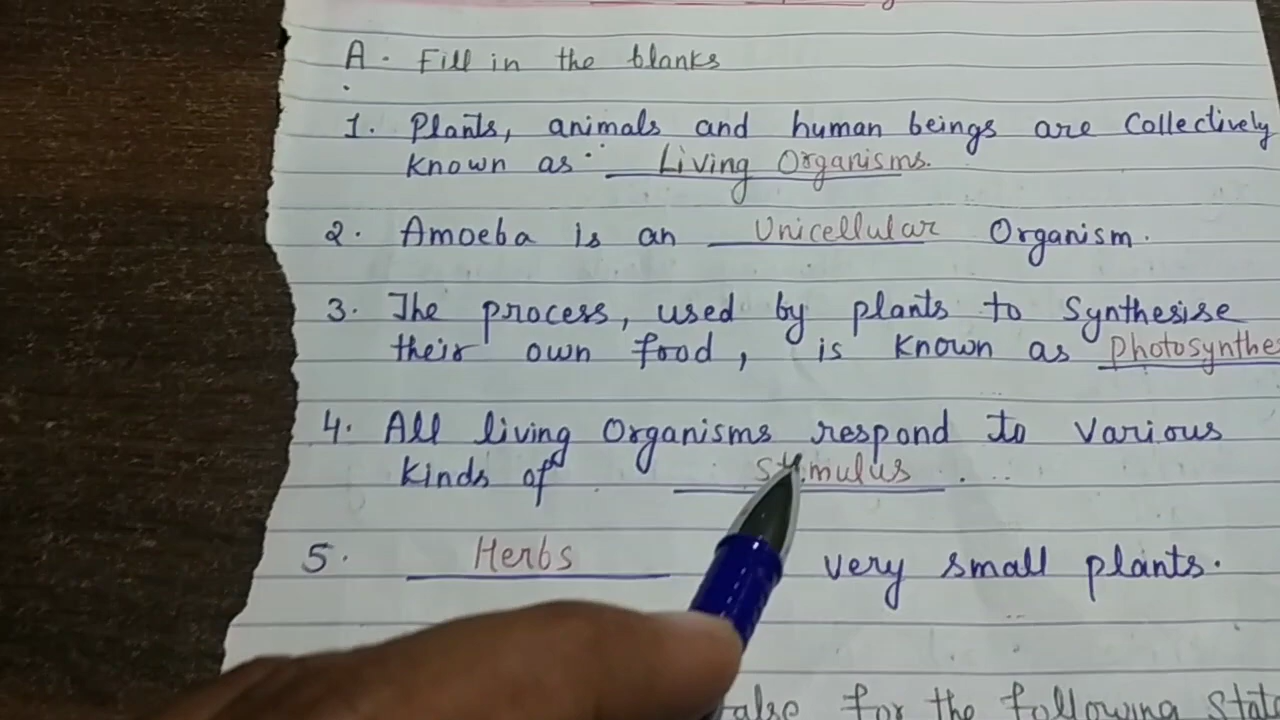 A. Fill in the blanks
1. Plants, animals and human beings are Collectively
known as Living Organisms.
2. Amoeba is an Unicellular Organism.
3. The process, used by plants to Synthesise
their own food, is known as Photosynthe
4. All living Organisms respond to various
kinds of stimulus.
5. Herbs very small plants.
for the following